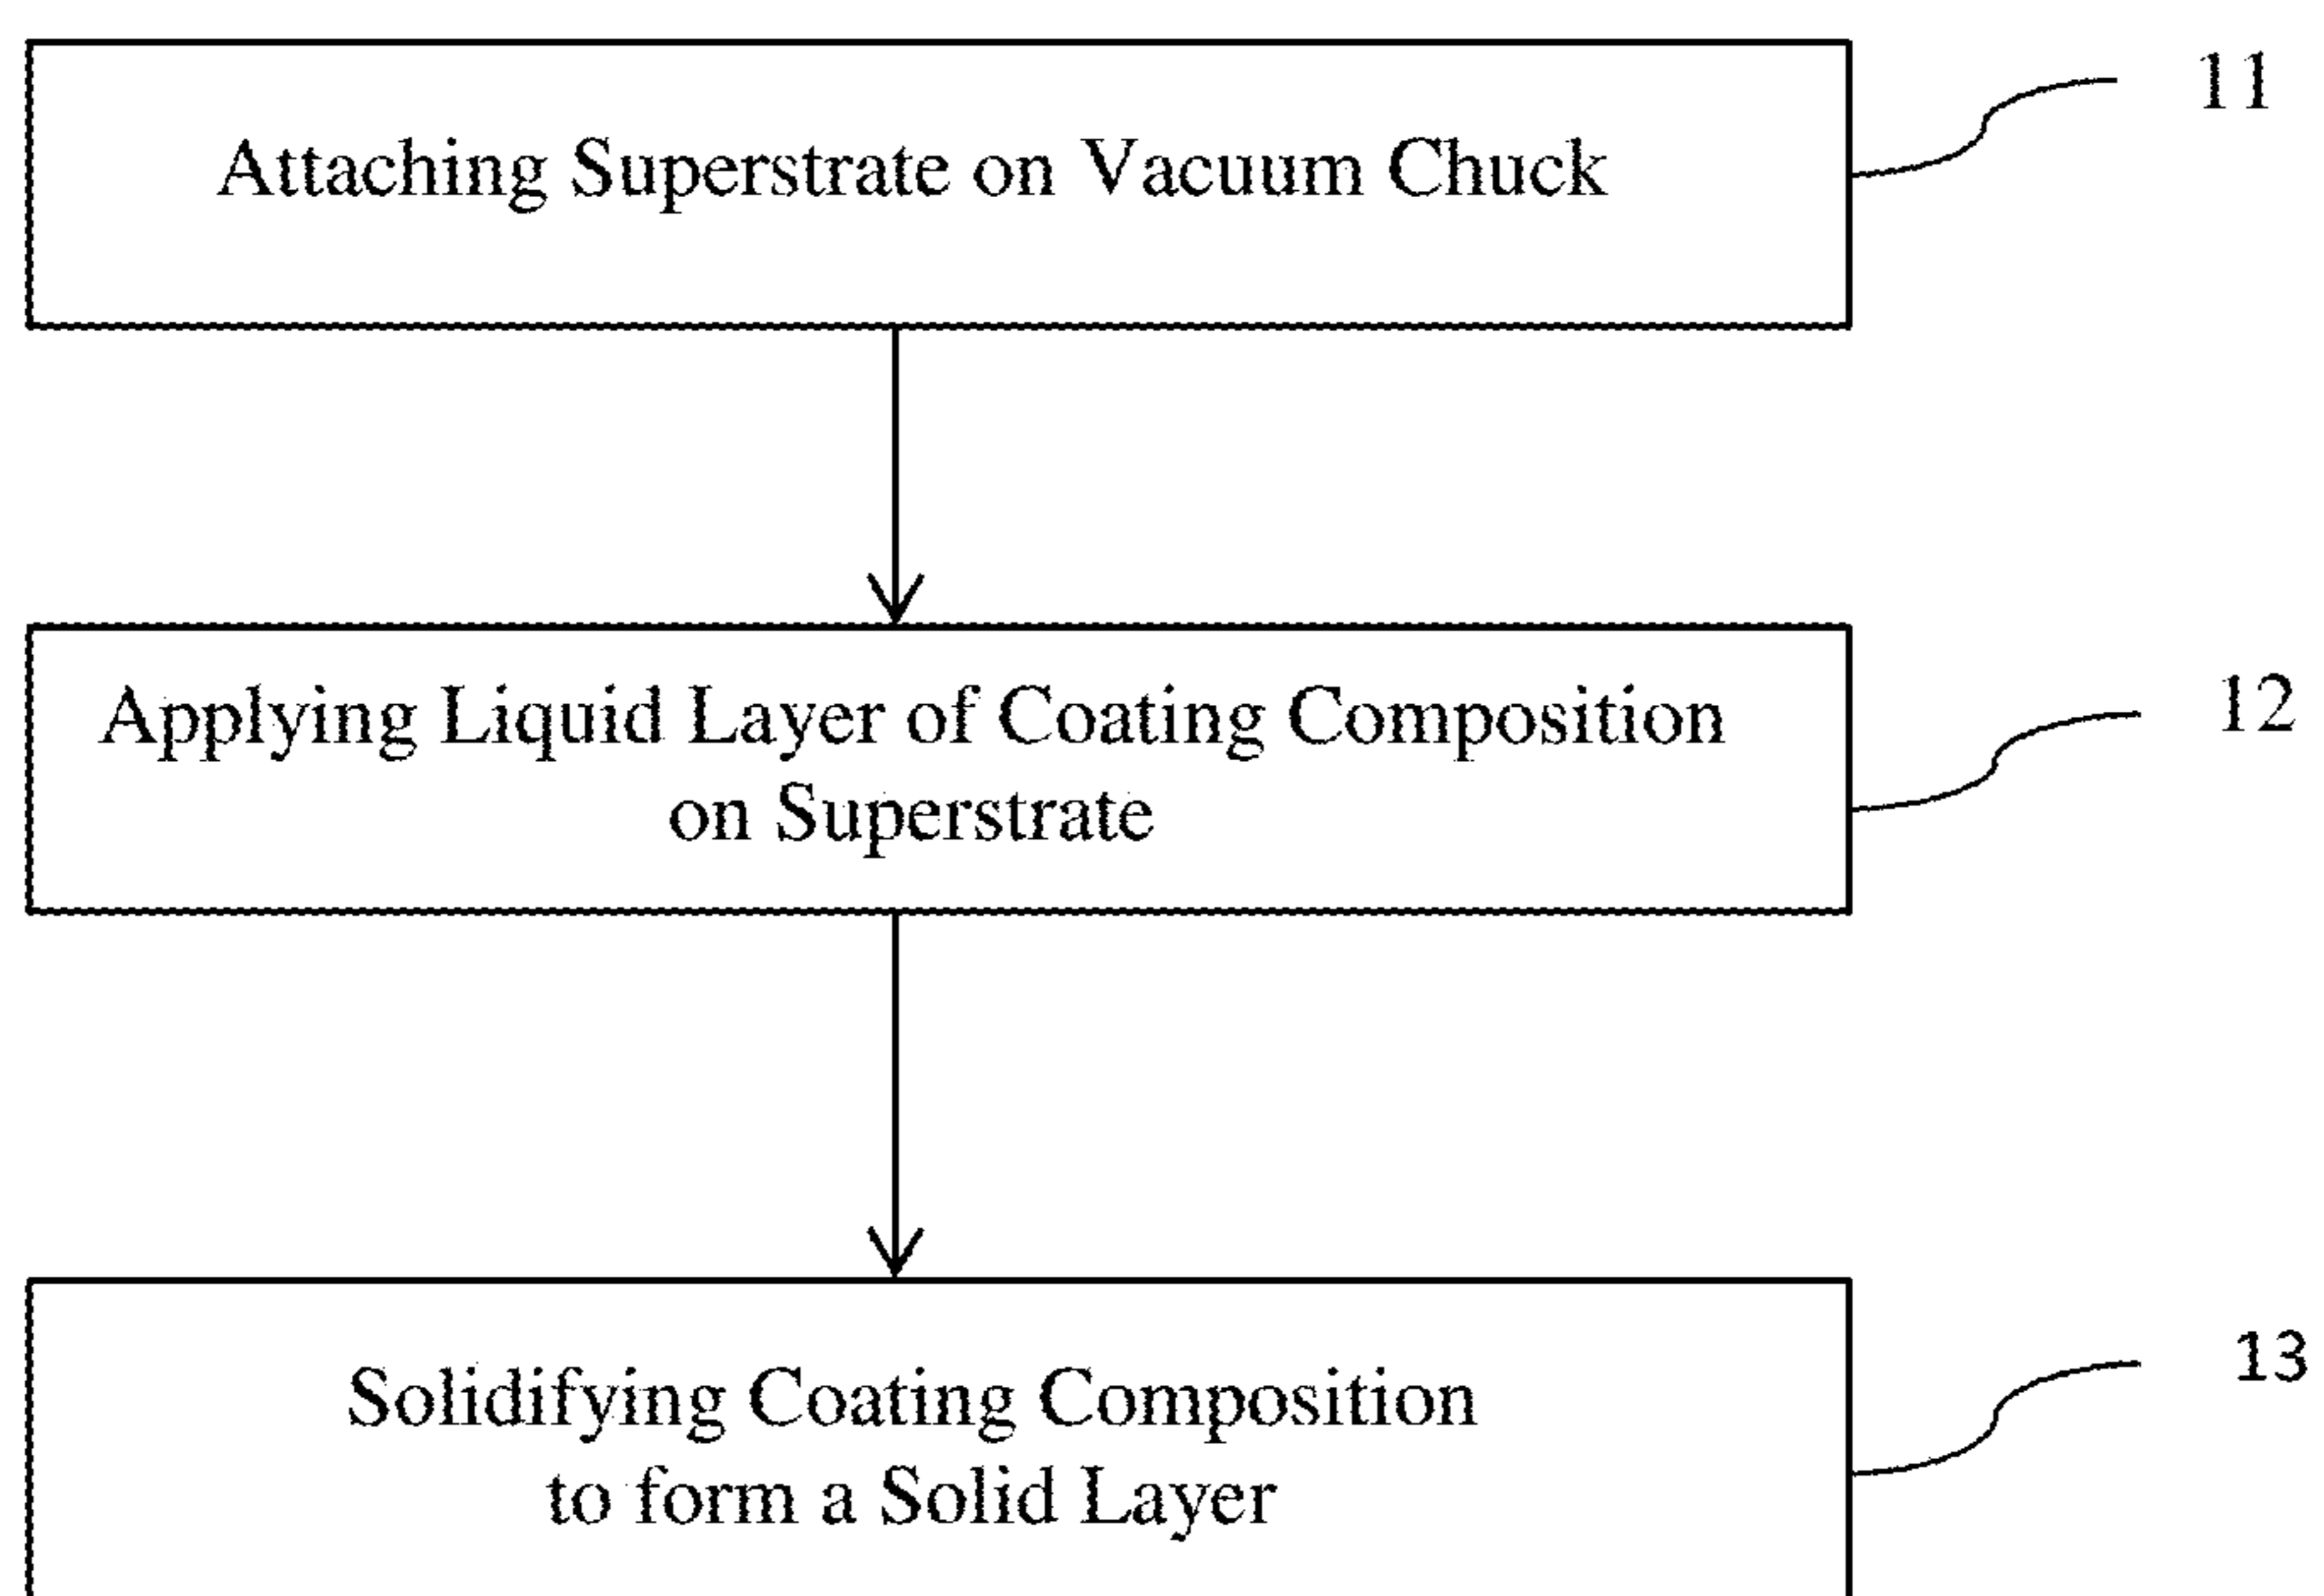 Attaching Superstrate on Vacuum Chuck
11
Applying Liquid Layer of Coating Composition
on Superstrate
12
Solidifying Coating Composition
to form a Solid Layer
13